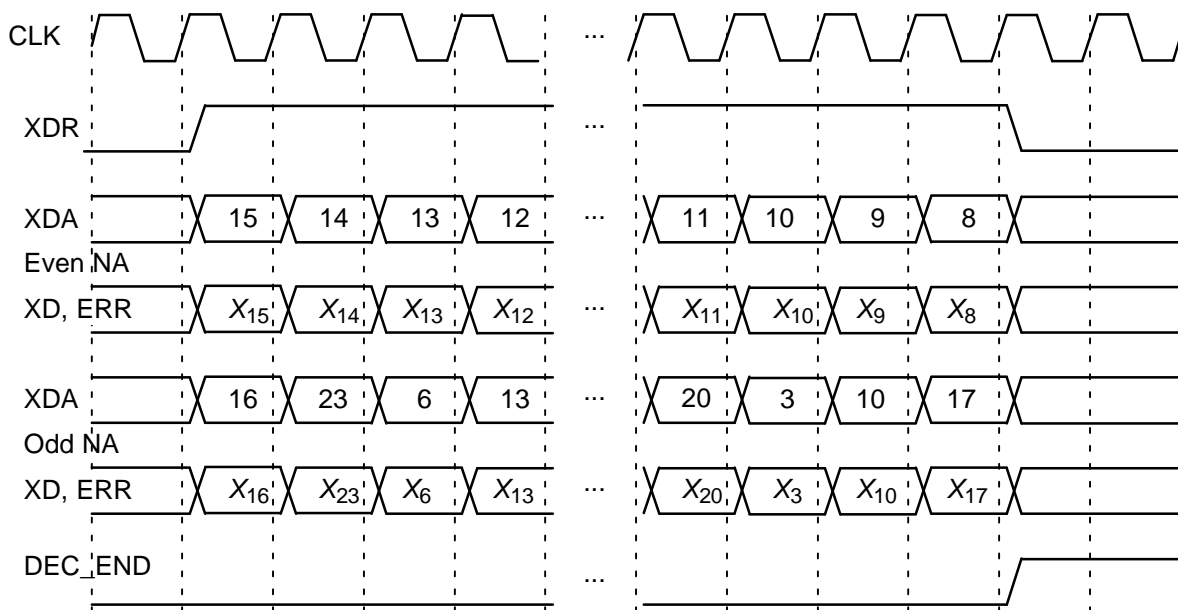 CLK ...
XDR ...
XDA 15 14 13 12 ... 11 10 9 8
Even NA
XD, ERR X15 X14 X13 X12 ... X11 X10 X9 X8
XDA 16 23 6 13 ... 20 3 10 17
Odd NA
XD, ERR X16 X23 X6 X13 ... X20 X3 X10 X17
DEC_END ...